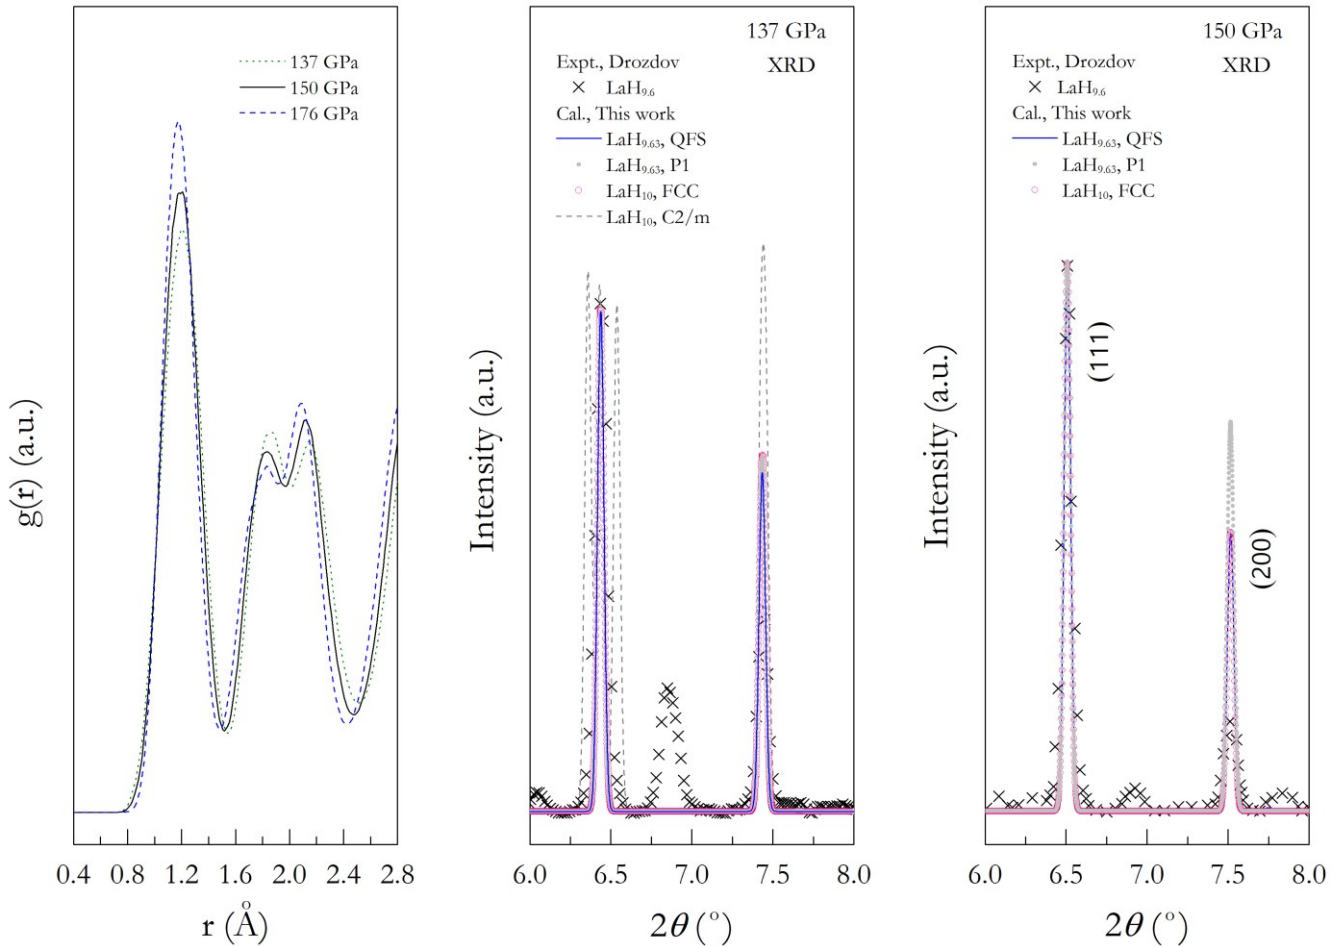 137 GPa
150 GPa
176 GPa
g(r) (a.u.)
0.4 0.8 1.2 1.6 2.0 2.4 2.8
r (Å)
137 GPa
XRD
Expt., Drozdov
LaH9.6
Cal., This work
LaH9.63, QFS
LaH9.63, P1
LaH10, FCC
LaH10, C2/m
Intensity (a.u.)
6.0 6.5 7.0 7.5 8.0
2θ (°)
150 GPa
XRD
Expt., Drozdov
LaH9.6
Cal., This work
LaH9.63, QFS
LaH9.63, P1
LaH10, FCC
(111)
(200)
Intensity (a.u.)
6.0 6.5 7.0 7.5 8.0
2θ (°)